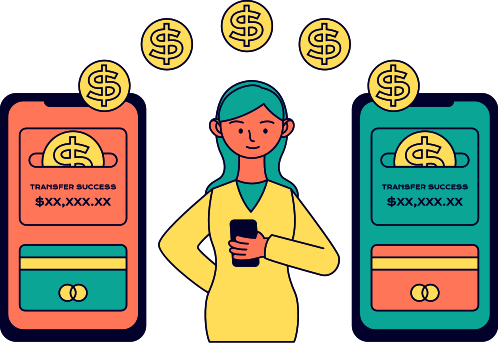 TRANSFER SUCCESS
$XX,XXX.XX
TRANSFER SUCCESS
$XX,XXX.XX
$
$
$
$
$
$
$